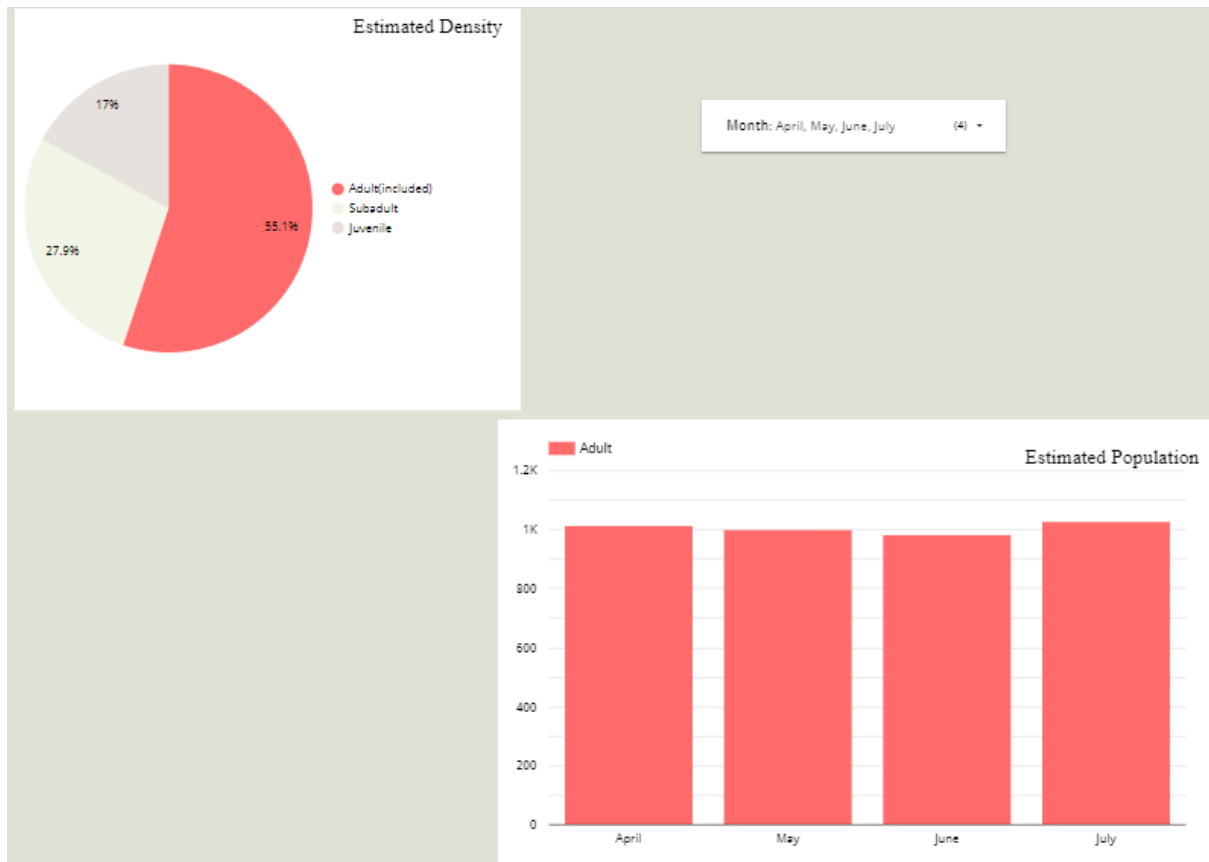 Estimated Density
17%
55.1%
27.9%
Adult(included)
Subadult
Juvenile
Month: April, May, June, July (4)
Adult
Estimated Population
1.2K
1K
800
600
400
200
0
April May June July